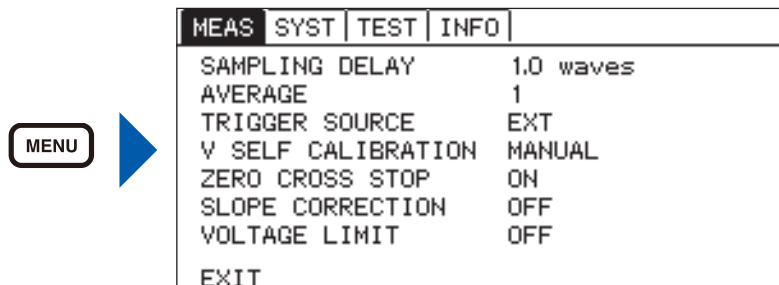 MEAS SYST TEST INFO
SAMPLING DELAY 1.0 waves
AVERAGE 1
TRIGGER SOURCE EXT
MENU
V SELF CALIBRATION MANUAL
ZERO CROSS STOP ON
SLOPE CORRECTION OFF
VOLTAGE LIMIT OFF
EXIT